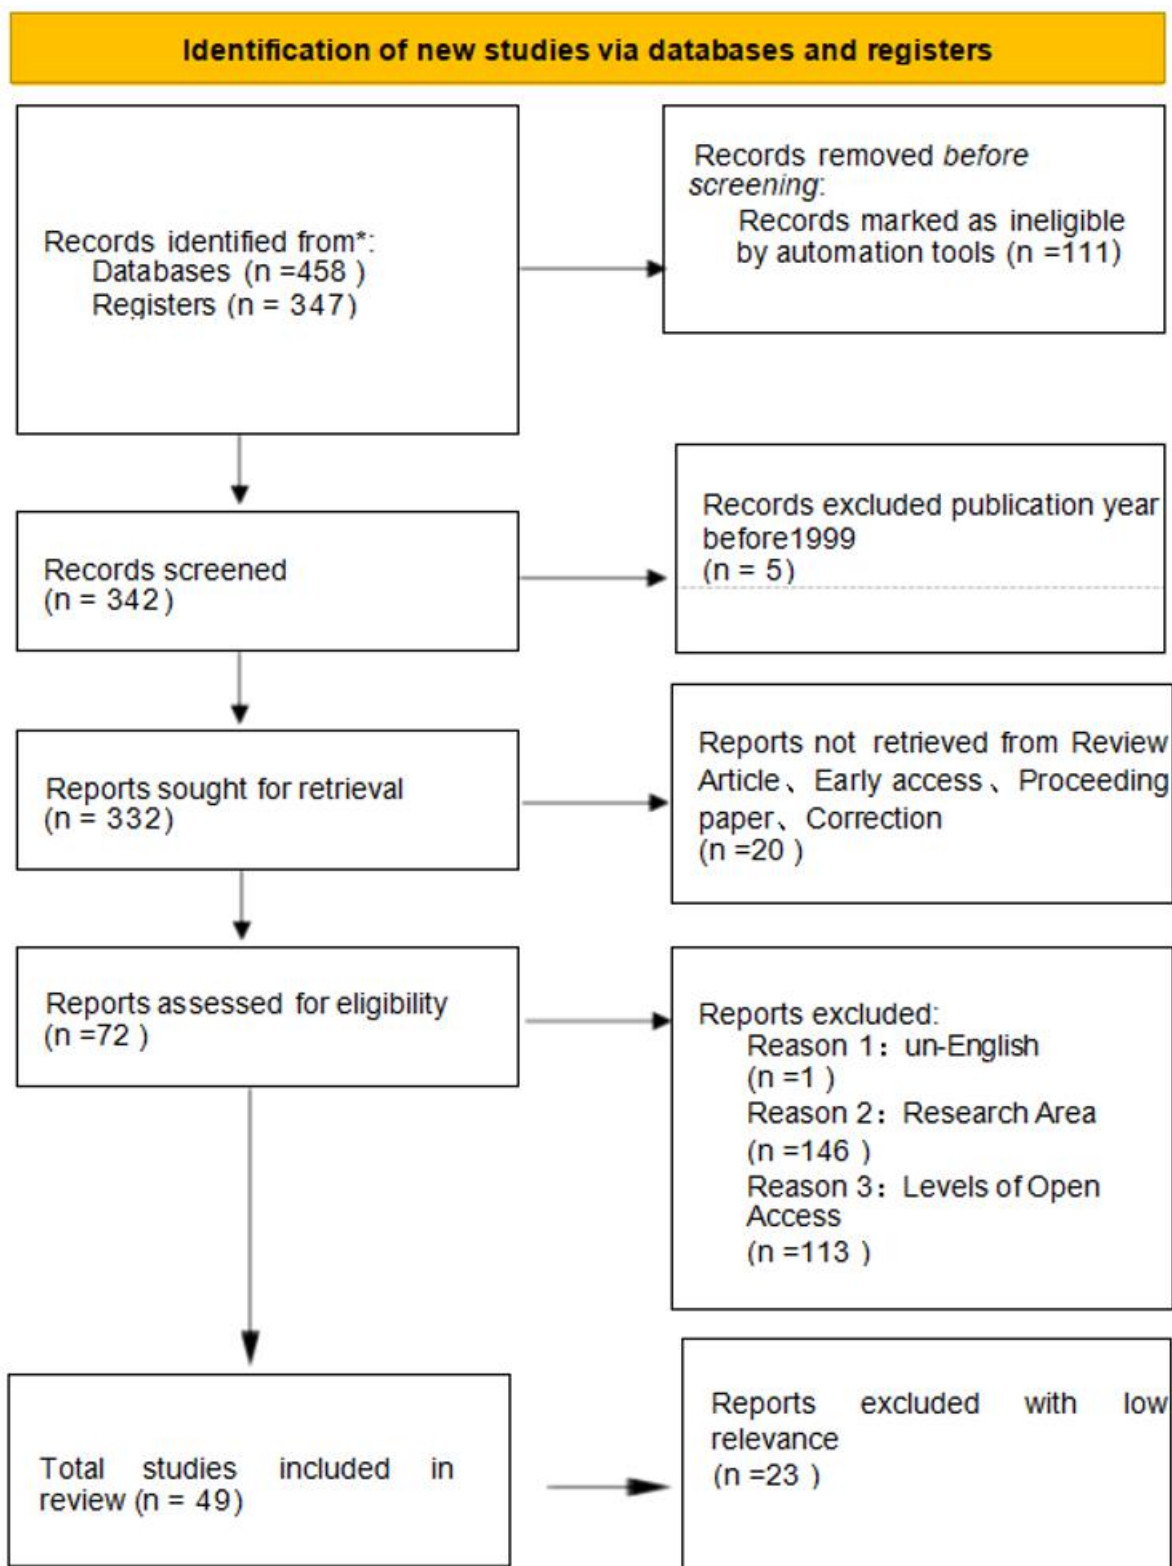 Identification of new studies via databases and registers
Records identified from*:
Databases (n =458 )
Registers (n = 347)
Records removed before
screening:
Records marked as ineligible
by automation tools (n =111)
Records screened
(n = 342)
Records excluded publication year
before1999
(n = 5)
Reports sought for retrieval
(n = 332)
Reports not retrieved from Review
Article、Early access、Proceeding
paper、Correction
(n =20 )
Reports assessed for eligibility
(n =72 )
Reports excluded:
Reason 1：un-English
(n =1 )
Reason 2：Research Area
(n =146 )
Reason 3：Levels of Open
Access
(n =113 )
Total studies included in
review (n = 49)
Reports excluded with low
relevance
(n =23 )